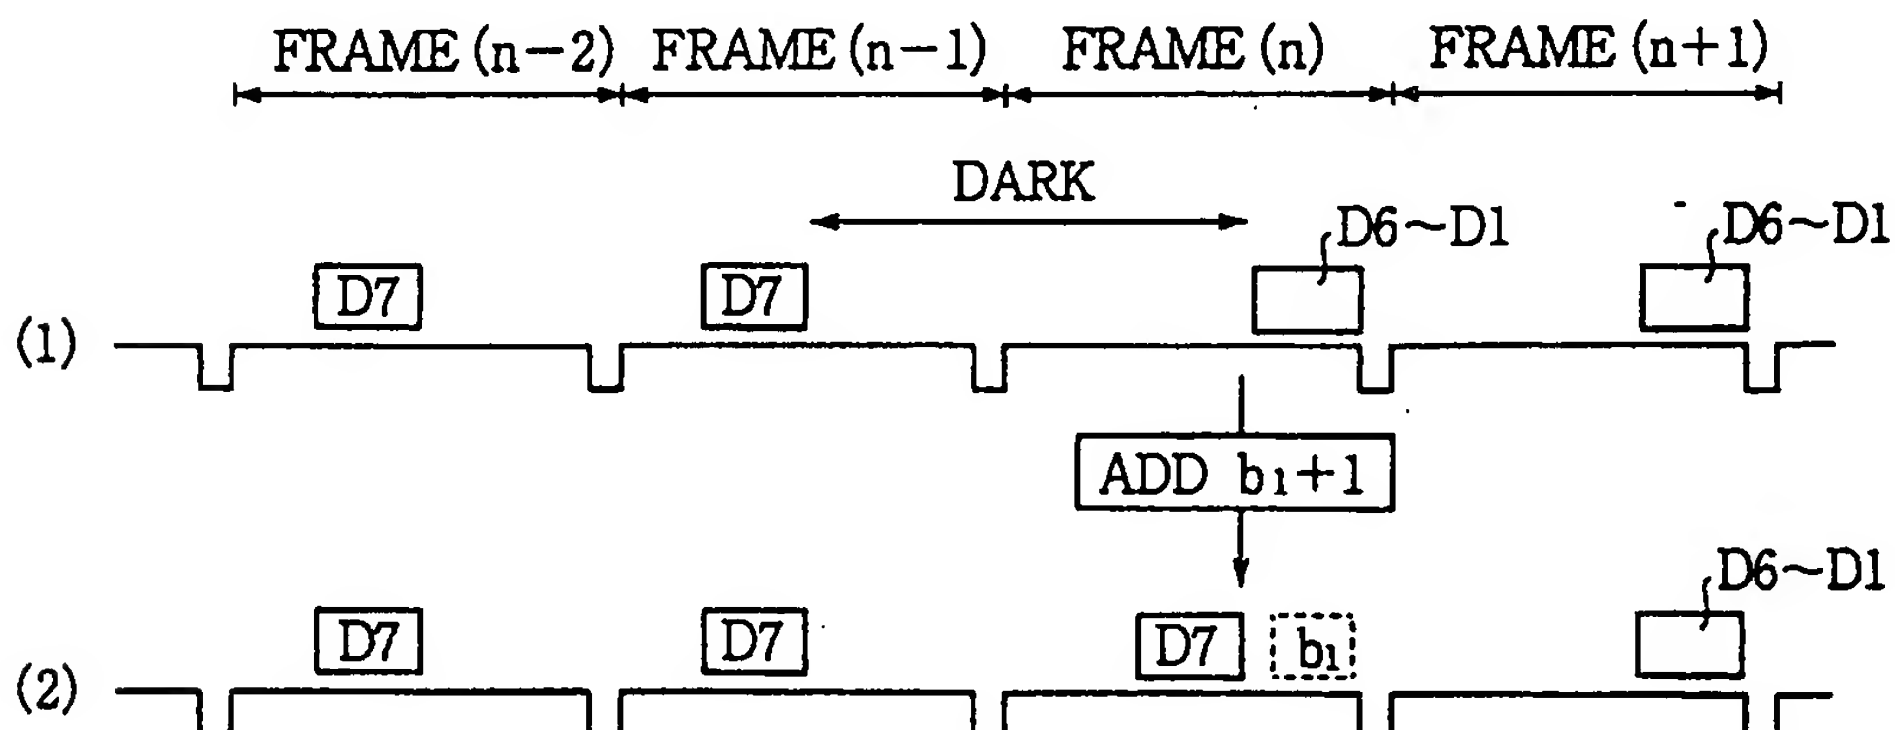 FRAME (n−2) FRAME (n−1) FRAME (n) FRAME (n+1)
DARK
D6~D1 D6~D1
D7 D7
(1)
ADD b1+1
D6~D1
D7 D7 D7 b1
(2)